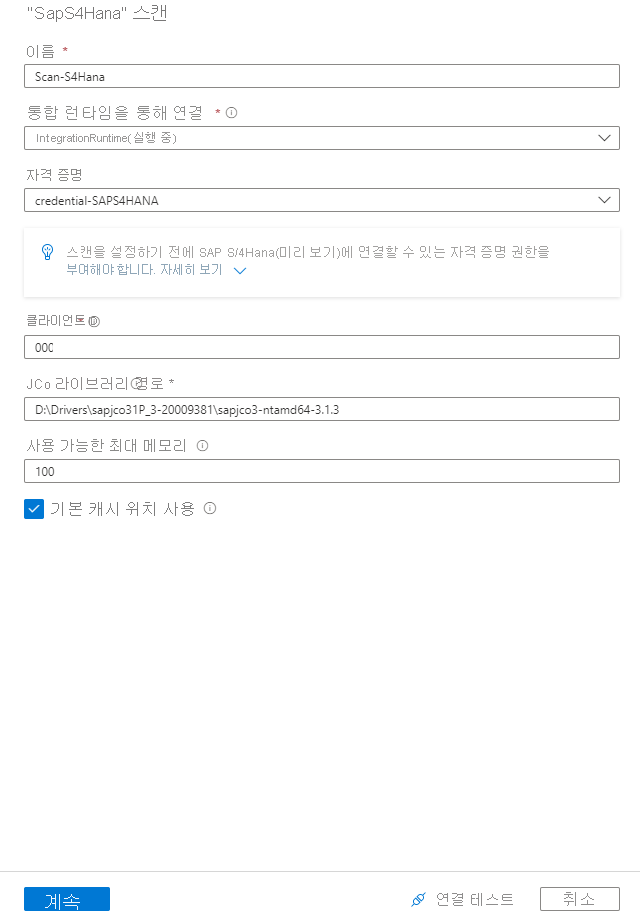 "SapS4Hana" 스캔
이름 *
Scan-S4Hana
통합 런타임을 통해 연결 *
IntegrationRuntime(실행 중)
자격 증명
credential-SAPS4HANA
스캔을 설정하기 전에 SAP S/4Hana(미리 보기)에 연결할 수 있는 자격 증명 권한을
부여해야 합니다. 자세히 보기
클라이언트 *
000
JCo 라이브러리 경로 *
D:\Drivers\sapjco31P_3-20009381\sapjco3-ntamd64-3.1.3
사용 가능한 최대 메모리
100
기본 캐시 위치 사용
계속
연결 테스트
취소